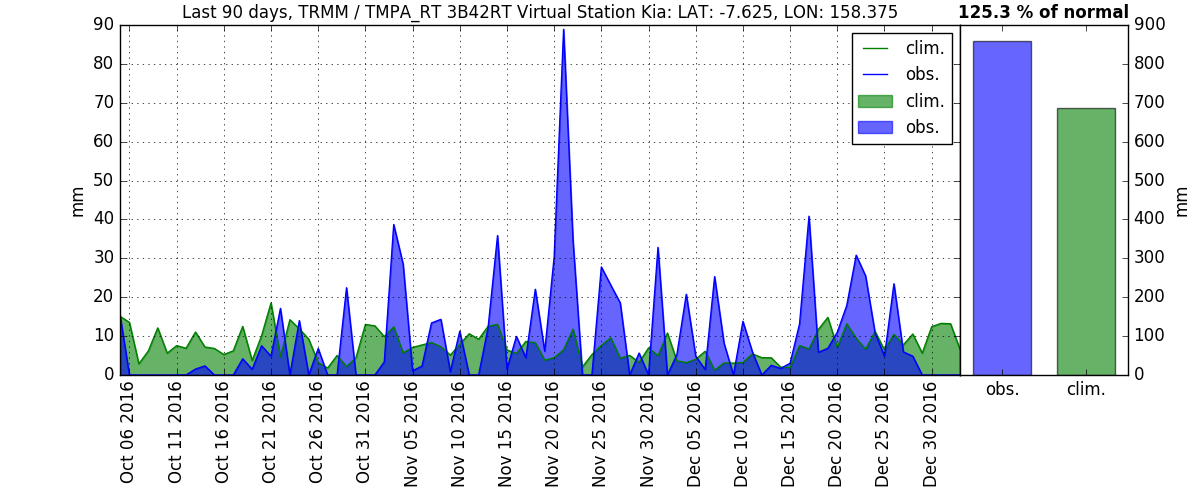 Last 90 days, TRMM / TMPA_RT 3B42RT Virtual Station Kia: LAT: -7.625, LON: 158.375
125.3 % of normal
90
80
70
60
50
40
30
20
10
0
mm
clim.
obs.
clim.
obs.
Oct 06 2016
Oct 11 2016
Oct 16 2016
Oct 21 2016
Oct 26 2016
Oct 31 2016
Nov 05 2016
Nov 10 2016
Nov 15 2016
Nov 20 2016
Nov 25 2016
Nov 30 2016
Dec 05 2016
Dec 10 2016
Dec 15 2016
Dec 20 2016
Dec 25 2016
Dec 30 2016
900
800
700
600
500
400
300
200
100
0
mm
obs.
clim.